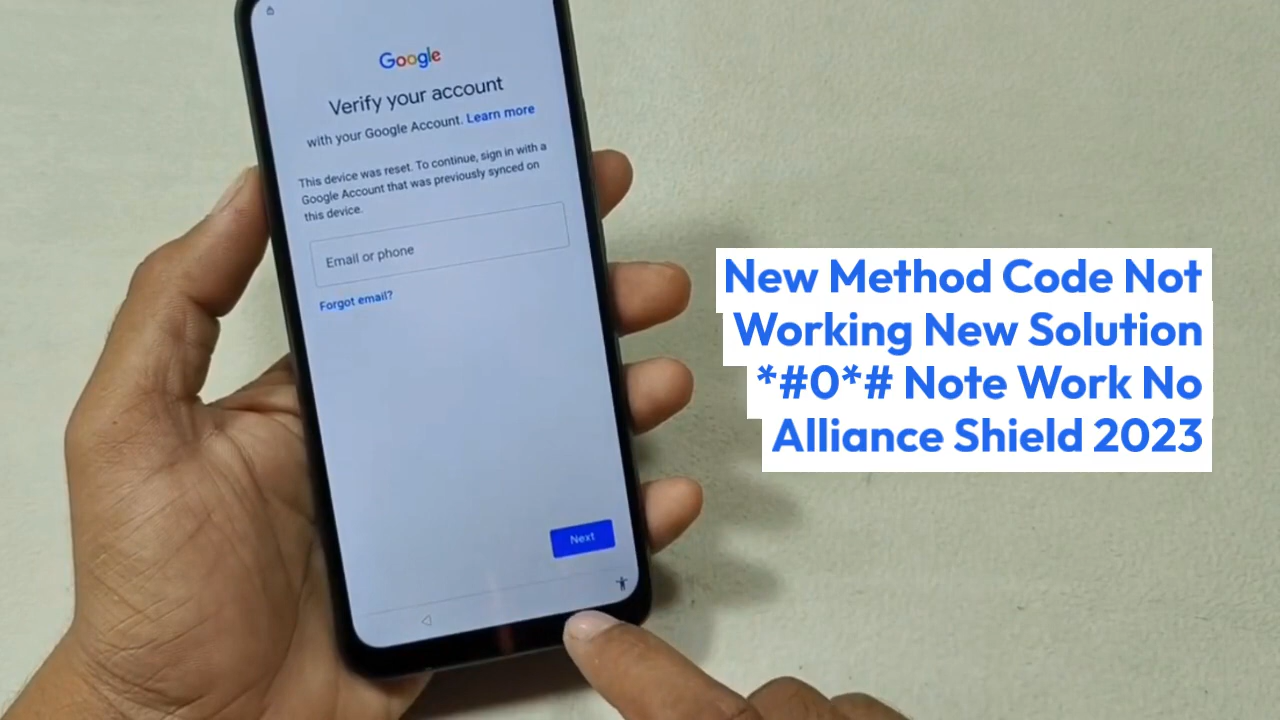 Google
Verify your account
with your Google Account. Learn more
This device was reset. To continue, sign in with a
Google Account that was previously synced on
this device.
Email or phone
Forgot email?
Next
New Method Code Not
Working New Solution
*#0*# Note Work No
Alliance Shield 2023